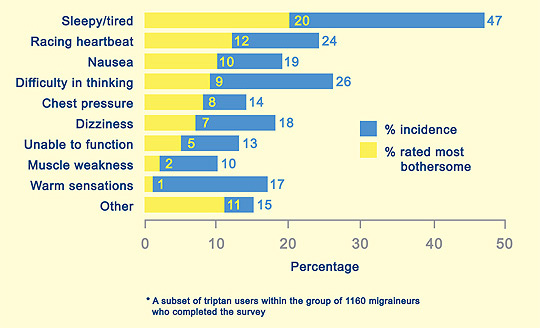 Sleepy/tired 20 47
Racing heartbeat 12 24
Nausea 10 19
Difficulty in thinking 9 26
Chest pressure 8 14
Dizziness 7 18
Unable to function 5 13
Muscle weakness 2 10
Warm sensations 1 17
Other 11 15
% incidence
% rated most
bothersome
0 10 20 30 40 50
Percentage
* A subset of triptan users within the group of 1160 migraineurs
who completed the survey